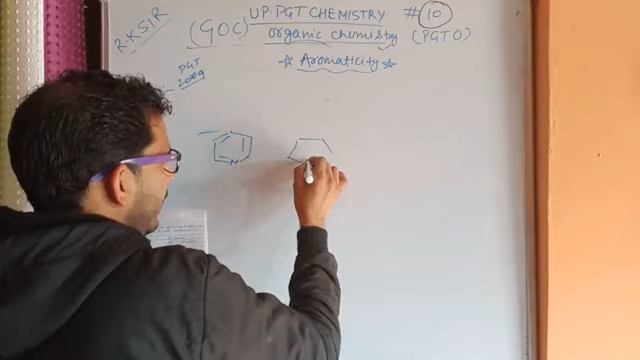 R.K SIR
UP PGT CHEMISTRY #10
(GOC) organic chemistry (PGT O)
☆ Aromaticity ☆
PGT
2009
N